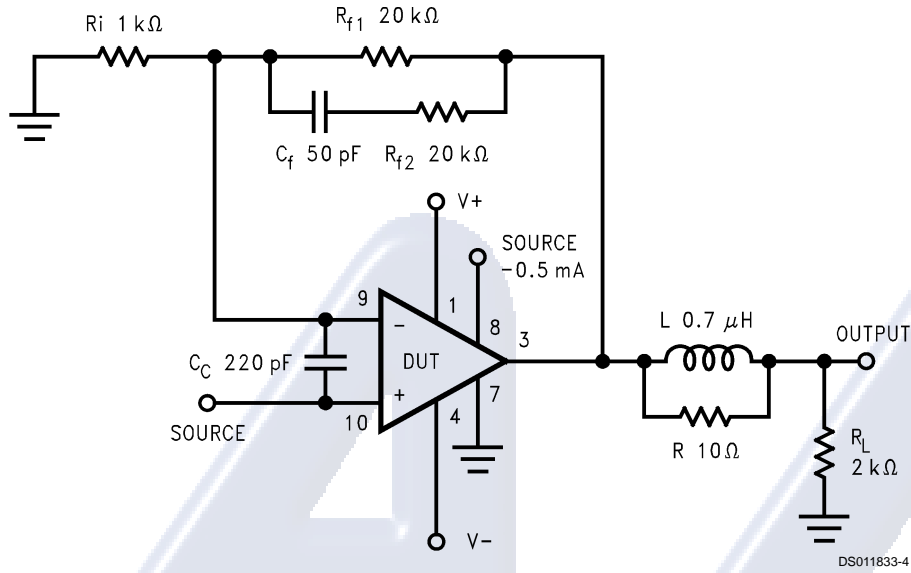 Ri 1 kΩ
Rf1 20 kΩ
Cf 50 pF
Rf2 20 kΩ
V+
SOURCE
-0.5 mA
9
1
8
3
L 0.7 μH
OUTPUT
−
DUT
CC 220 pF
+
4
7
10
SOURCE
R 10Ω
RL
2 kΩ
V-
DS011833-4